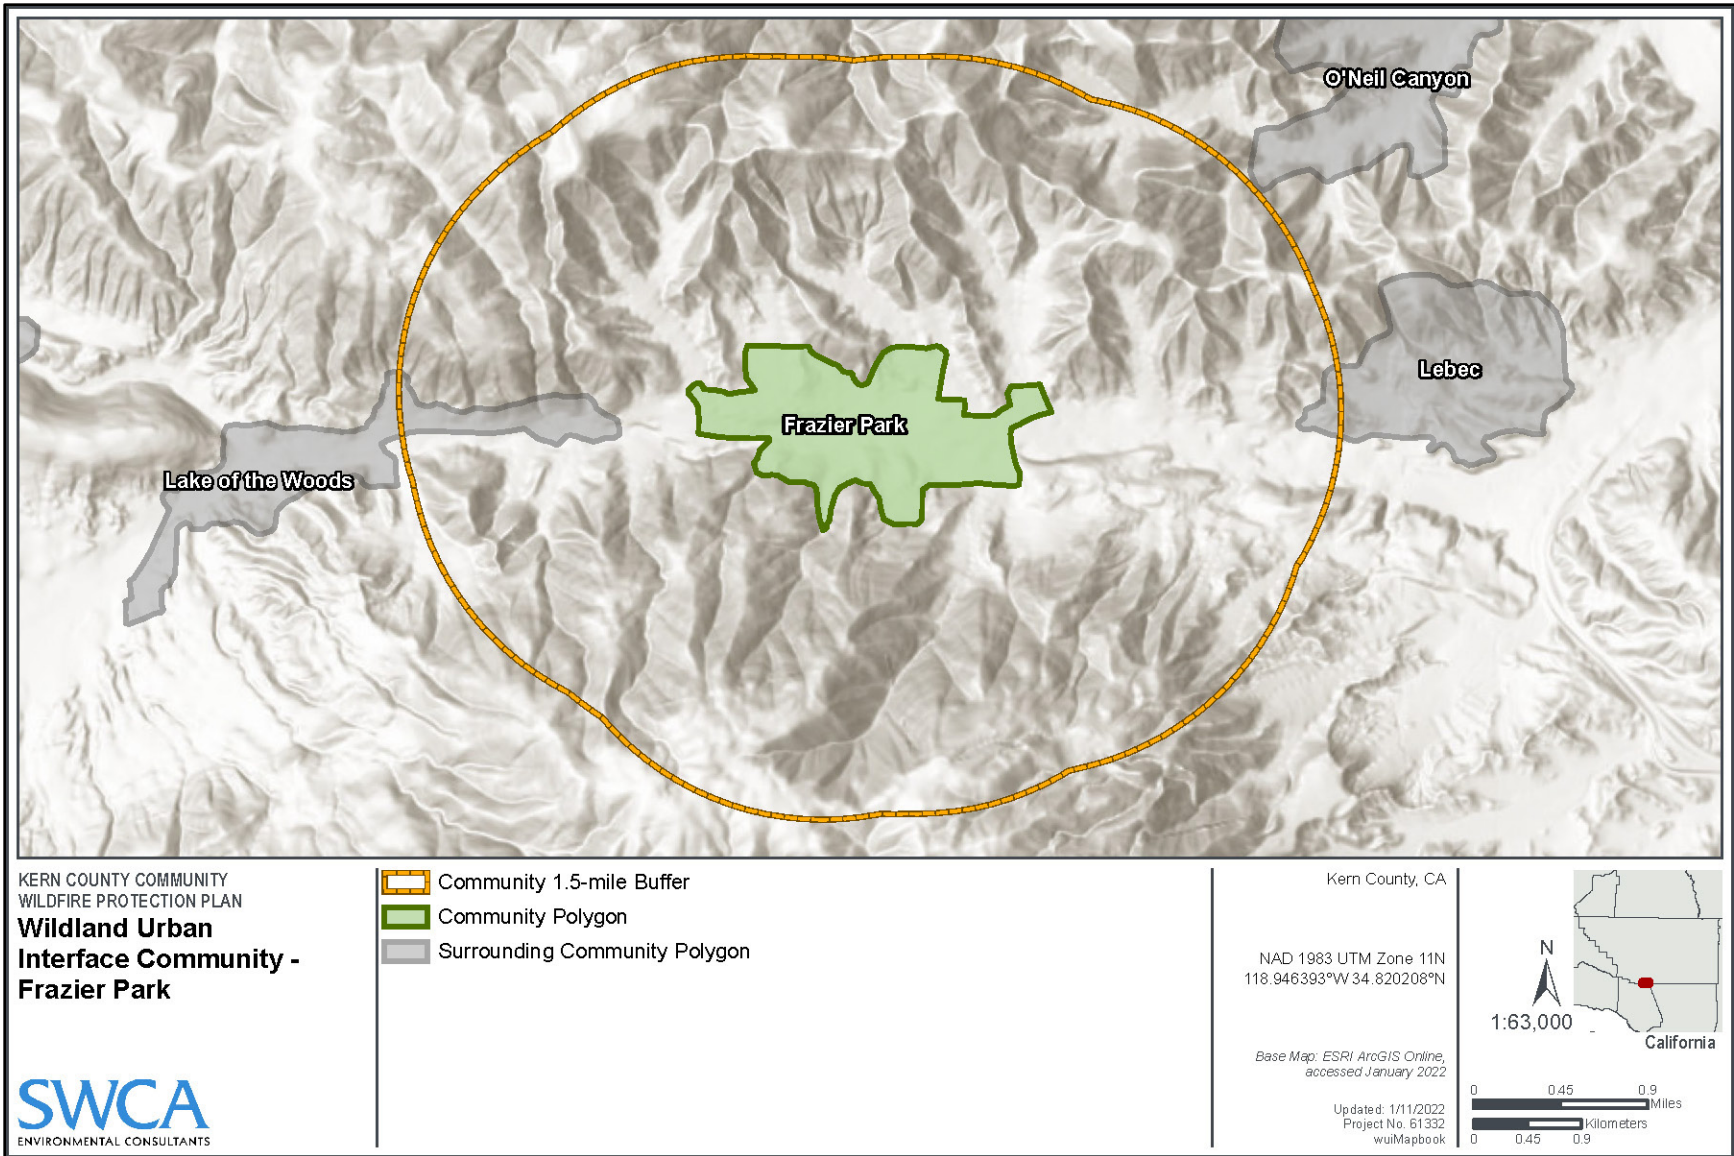 O'Neil Canyon
Lebec
Frazier Park
Lake of the Woods
KERN COUNTY COMMUNITY
WILDFIRE PROTECTION PLAN
Wildland Urban
Interface Community -
Frazier Park
SWCA
ENVIRONMENTAL CONSULTANTS
Community 1.5-mile Buffer
Community Polygon
Surrounding Community Polygon
Kern County, CA
NAD 1983 UTM Zone 11N
118.946393°W 34.820208°N
Base Map: ESRI ArcGIS Online,
accessed January 2022
Updated: 1/11/2022
Project No. 61332
wuiMapbook
N
1:63,000
California
0 0.45 0.9
Miles
Kilometers
0 0.45 0.9